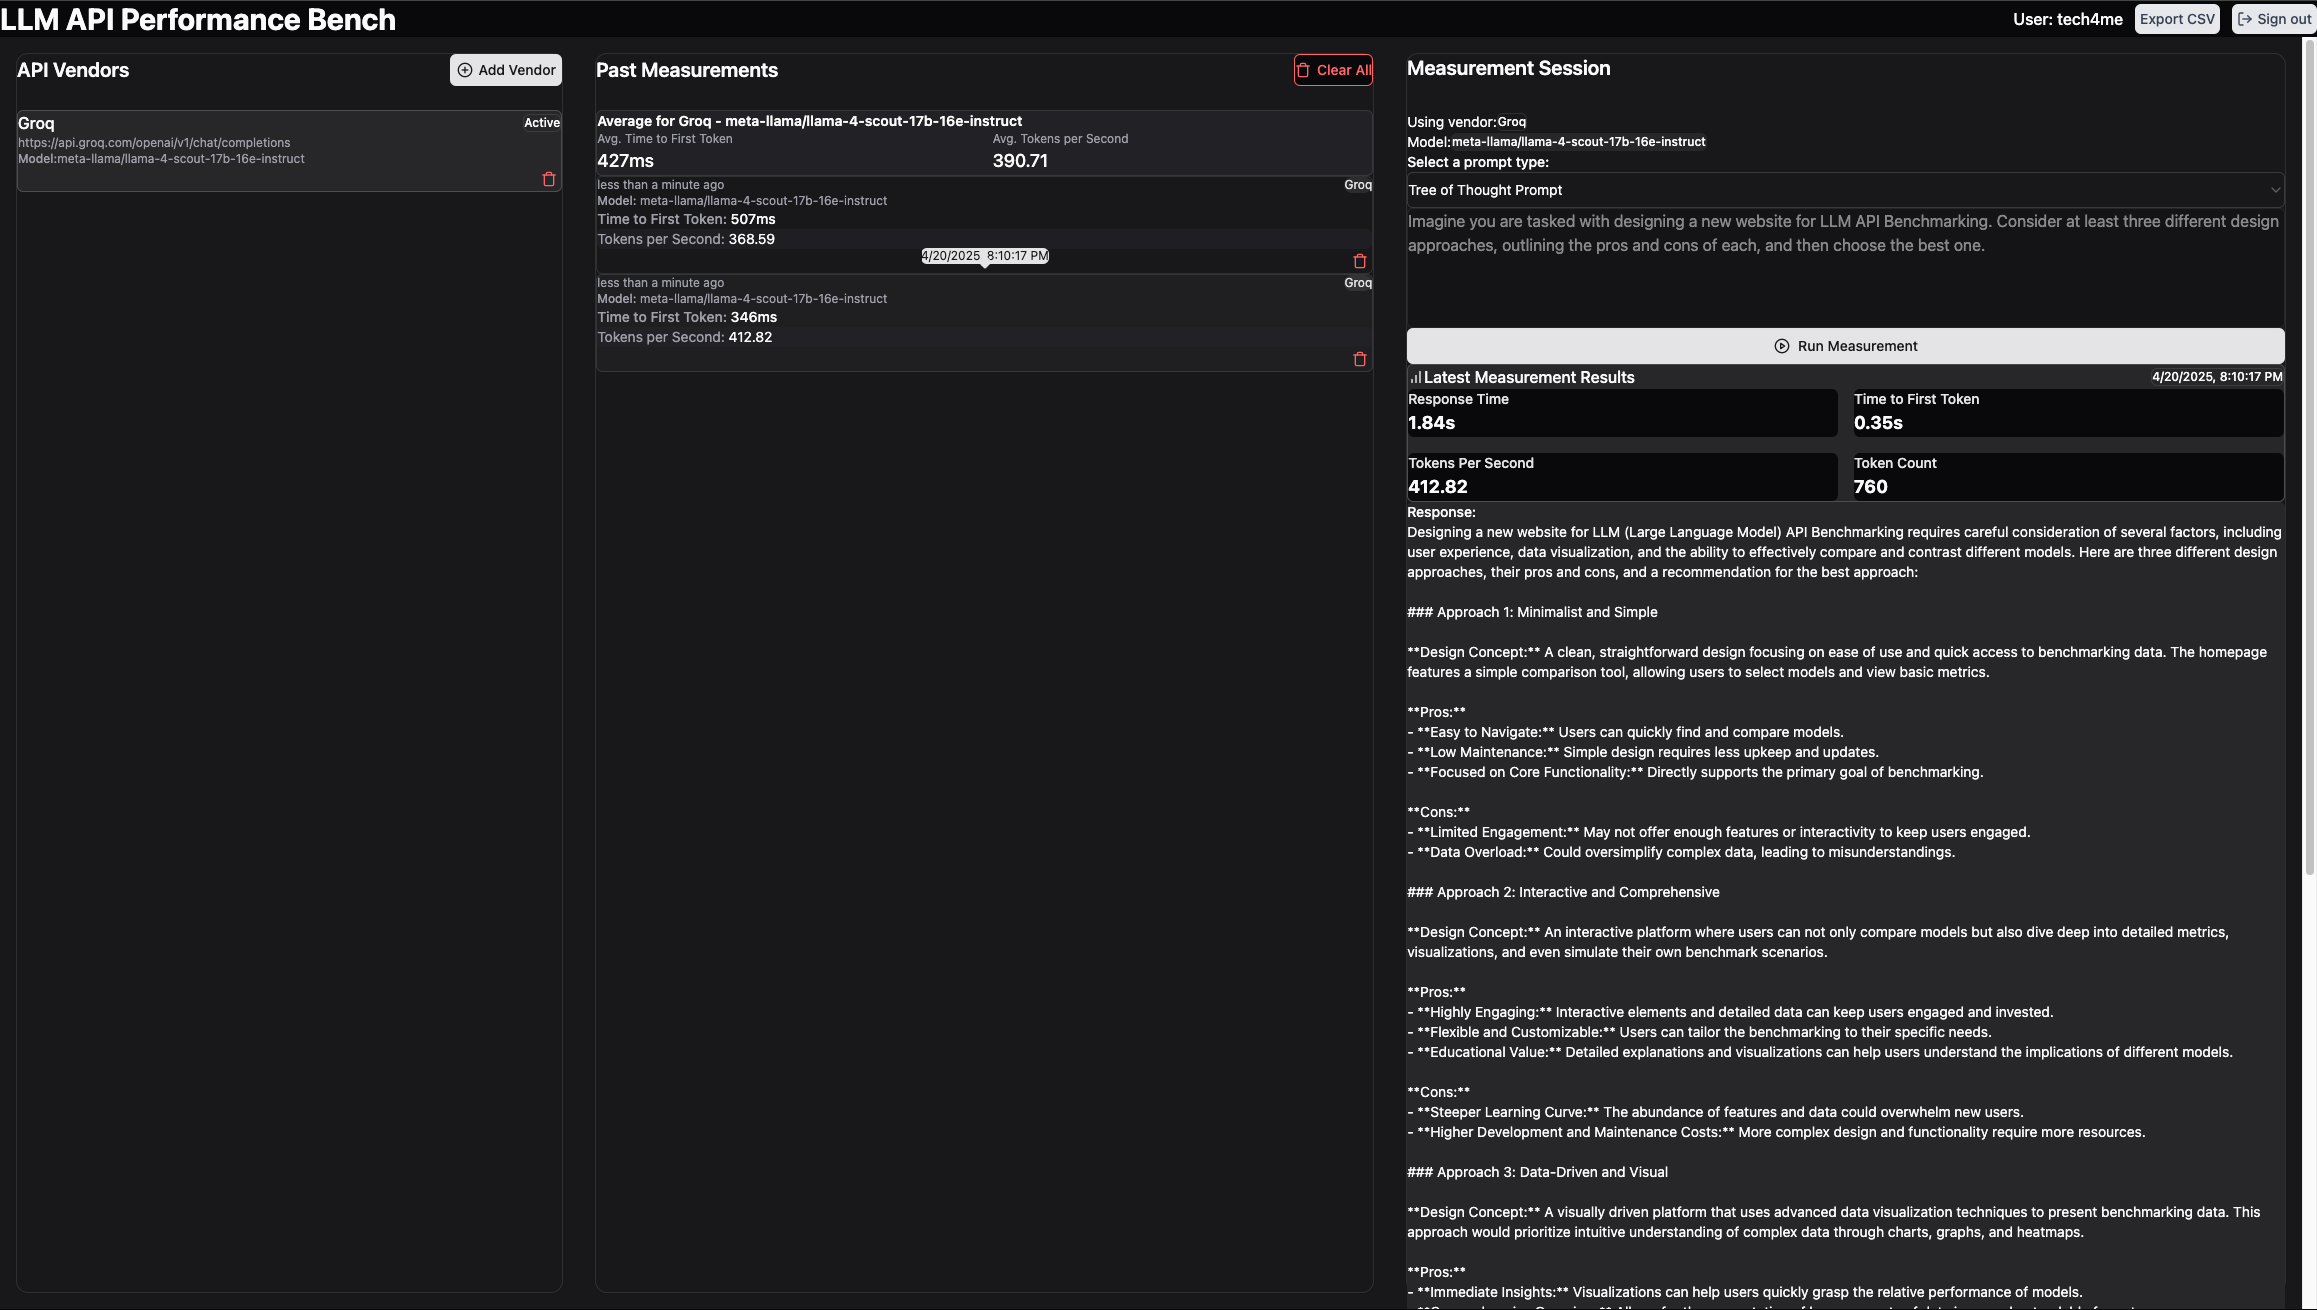 LLM API Performance Bench
User: tech4me
Export CSV
Sign out
API Vendors
Add Vendor
Groq
Active
https://api.groq.com/openai/v1/chat/completions
Model:meta-llama/llama-4-scout-17b-16e-instruct
Past Measurements
Clear All
Average for Groq - meta-llama/llama-4-scout-17b-16e-instruct
Avg. Time to First Token
Avg. Tokens per Second
427ms
390.71
less than a minute ago
Groq
Model: meta-llama/llama-4-scout-17b-16e-instruct
Time to First Token: 507ms
Tokens per Second: 368.59
4/20/2025, 8:10:17 PM
less than a minute ago
Groq
Model: meta-llama/llama-4-scout-17b-16e-instruct
Time to First Token: 346ms
Tokens per Second: 412.82
Measurement Session
Using vendor:Groq
Model:meta-llama/llama-4-scout-17b-16e-instruct
Select a prompt type:
Tree of Thought Prompt
Imagine you are tasked with designing a new website for LLM API Benchmarking. Consider at least three different design
approaches, outlining the pros and cons of each, and then choose the best one.
Run Measurement
Latest Measurement Results
4/20/2025, 8:10:17 PM
Response Time
1.84s
Time to First Token
0.35s
Tokens Per Second
412.82
Token Count
760
Response:
Designing a new website for LLM (Large Language Model) API Benchmarking requires careful consideration of several factors, including
user experience, data visualization, and the ability to effectively compare and contrast different models. Here are three different design
approaches, their pros and cons, and a recommendation for the best approach:
### Approach 1: Minimalist and Simple
**Design Concept:** A clean, straightforward design focusing on ease of use and quick access to benchmarking data. The homepage
features a simple comparison tool, allowing users to select models and view basic metrics.
**Pros:**
- **Easy to Navigate:** Users can quickly find and compare models.
- **Low Maintenance:** Simple design requires less upkeep and updates.
- **Focused on Core Functionality:** Directly supports the primary goal of benchmarking.
**Cons:**
- **Limited Engagement:** May not offer enough features or interactivity to keep users engaged.
- **Data Overload:** Could oversimplify complex data, leading to misunderstandings.
### Approach 2: Interactive and Comprehensive
**Design Concept:** An interactive platform where users can not only compare models but also dive deep into detailed metrics,
visualizations, and even simulate their own benchmark scenarios.
**Pros:**
- **Highly Engaging:** Interactive elements and detailed data can keep users engaged and invested.
- **Flexible and Customizable:** Users can tailor the benchmarking to their specific needs.
- **Educational Value:** Detailed explanations and visualizations can help users understand the implications of different models.
**Cons:**
- **Steeper Learning Curve:** The abundance of features and data could overwhelm new users.
- **Higher Development and Maintenance Costs:** More complex design and functionality require more resources.
### Approach 3: Data-Driven and Visual
**Design Concept:** A visually driven platform that uses advanced data visualization techniques to present benchmarking data. This
approach would prioritize intuitive understanding of complex data through charts, graphs, and heatmaps.
**Pros:**
- **Immediate Insights:** Visualizations can help users quickly grasp the relative performance of models.